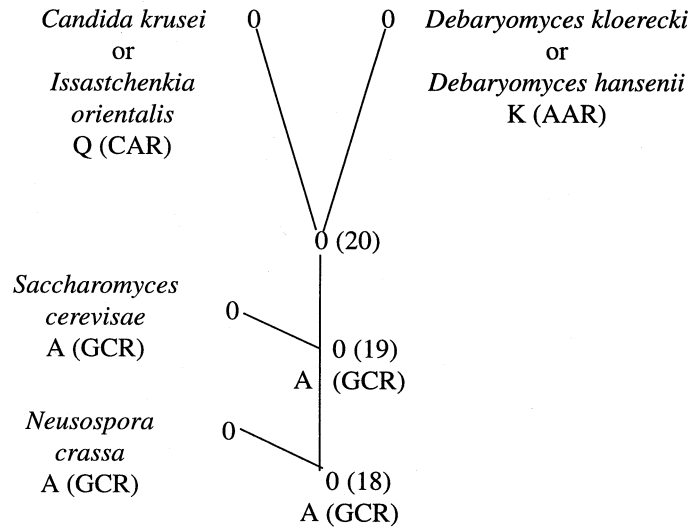 Candida krusei
or
Issastchenkia
orientalis
Q (CAR)
0
0
Debaryomyces kloerecki
or
Debaryomyces hansenii
K (AAR)
0 (20)
Saccharomyces
cerevisae
A (GCR)
0
0 (19)
A (GCR)
Neusospora
crassa
A (GCR)
0
0 (18)
A (GCR)